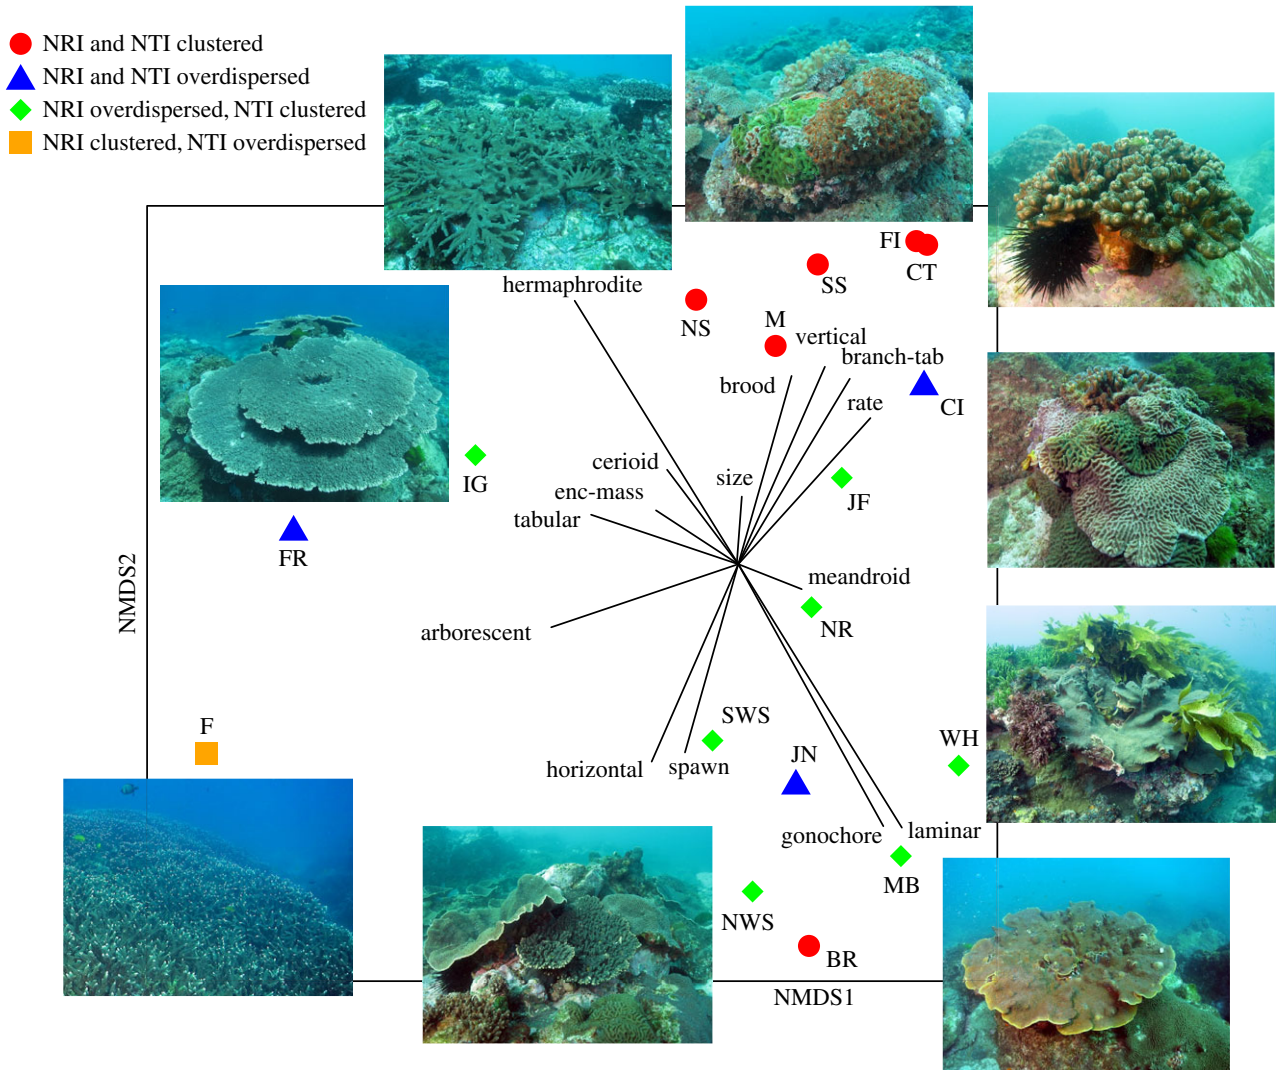 NRI and NTI clustered
NRI and NTI overdispersed
NRI overdispersed, NTI clustered
NRI clustered, NTI overdispersed
FI
CT
SS
hermaphrodite
NS
M
vertical
branch-tab
brood
rate
CI
cerioid
size
IG
enc-mass
JF
tabular
FR
NMDS2
meandroid
arborescent
NR
F
SWS
WH
JN
horizontal
spawn
gonochore
laminar
MB
NWS
BR
NMDS1